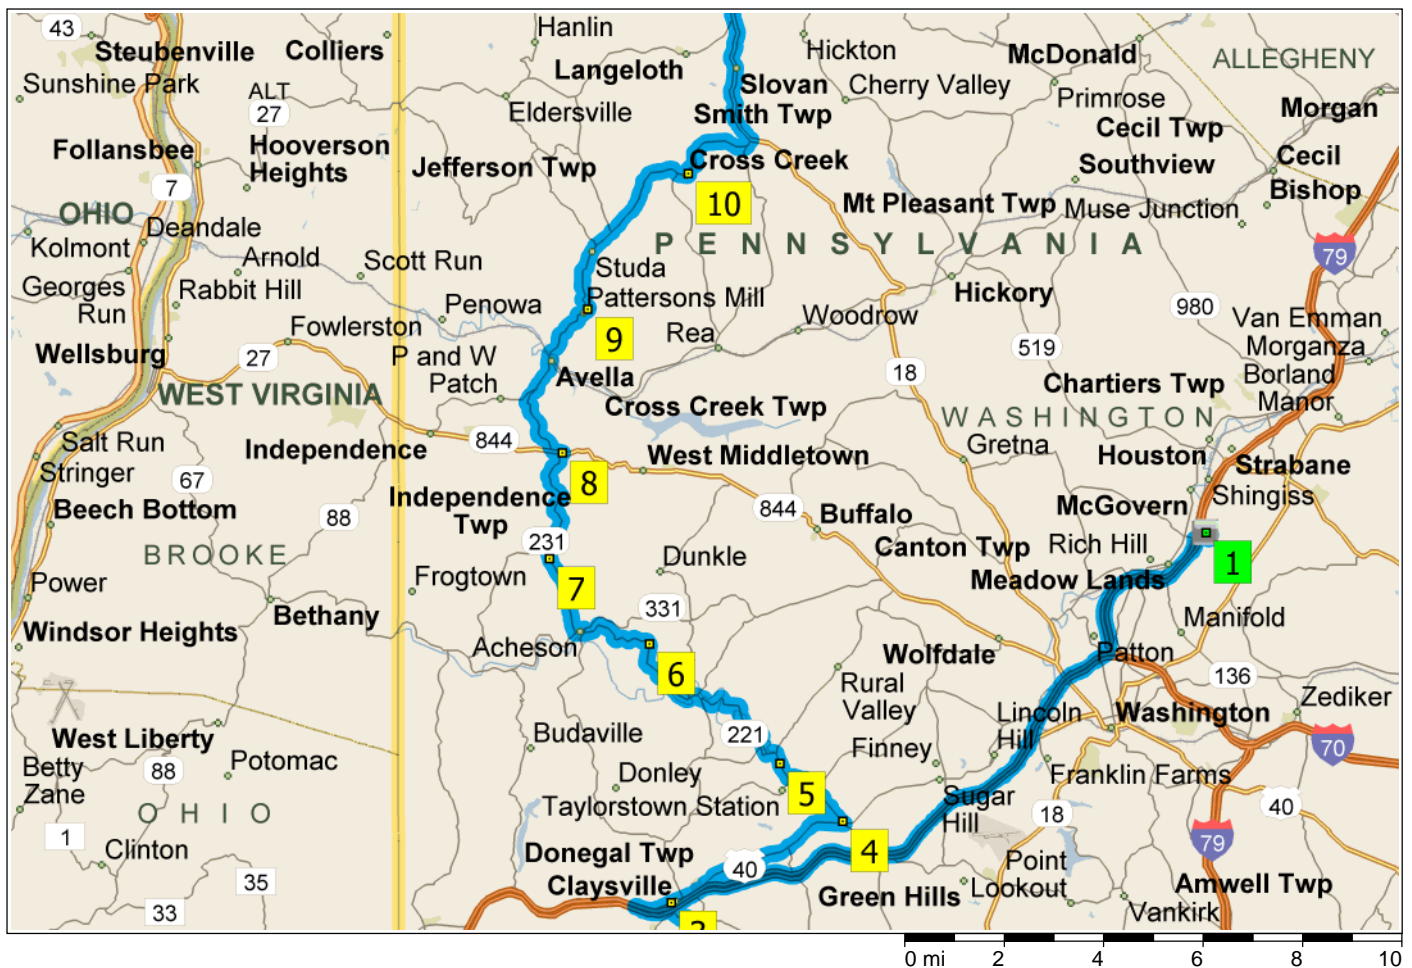 43
Hanlin
Hickton
McDonald
ALLEGHENY
Steubenville
Colliers
Langeloth
Slovan
Cherry Valley
Sunshine Park
ALT
27
Eldersville
Smith Twp
Primrose
Morgan
Cecil Twp
Follansbee
Hooverson
Heights
Jefferson Twp
Cross Creek
Southview
Cecil
Bishop
7
10
Mt Pleasant Twp
Muse Junction
OHIO
Deandale
Kolmont
PENNSYLVANIA
79
Arnold
Scott Run
Studa
Georges
Run
Rabbit Hill
Penowa
Pattersons Mill
Hickory
980
Fowlerston
9
Rea
Woodrow
Van Emman
Wellsburg
27
P and W
Patch
519
Morganza
Avella
18
Borland
Manor
WEST VIRGINIA
Chartiers Twp
Cross Creek Twp
WASHINGTON
Salt Run
Independence
844
West Middletown
Gretna
Houston
Strabane
Stringer
67
8
Shingiss
Beech Bottom
88
Independence
Twp
844
Buffalo
McGovern
231
Canton Twp
Rich Hill
1
BROOKE
Dunkle
Power
Frogtown
7
Meadow Lands
Bethany
331
Manifold
Windsor Heights
Acheson
Wolfdale
Patton
6
Rural
Valley
136
Zediker
Lincoln
Hill
Washington
West Liberty
Budaville
221
Finney
70
Betty
Zane
88
Potomac
Donley
5
Franklin Farms
Taylorstown Station
Sugar
Hill
40
OHIO
18
79
1
Clinton
Donegal Twp
4
Point
Lookout
35
Claysville
40
Green Hills
Amwell Twp
33
Vankirk
0 mi
2
4
6
8
10